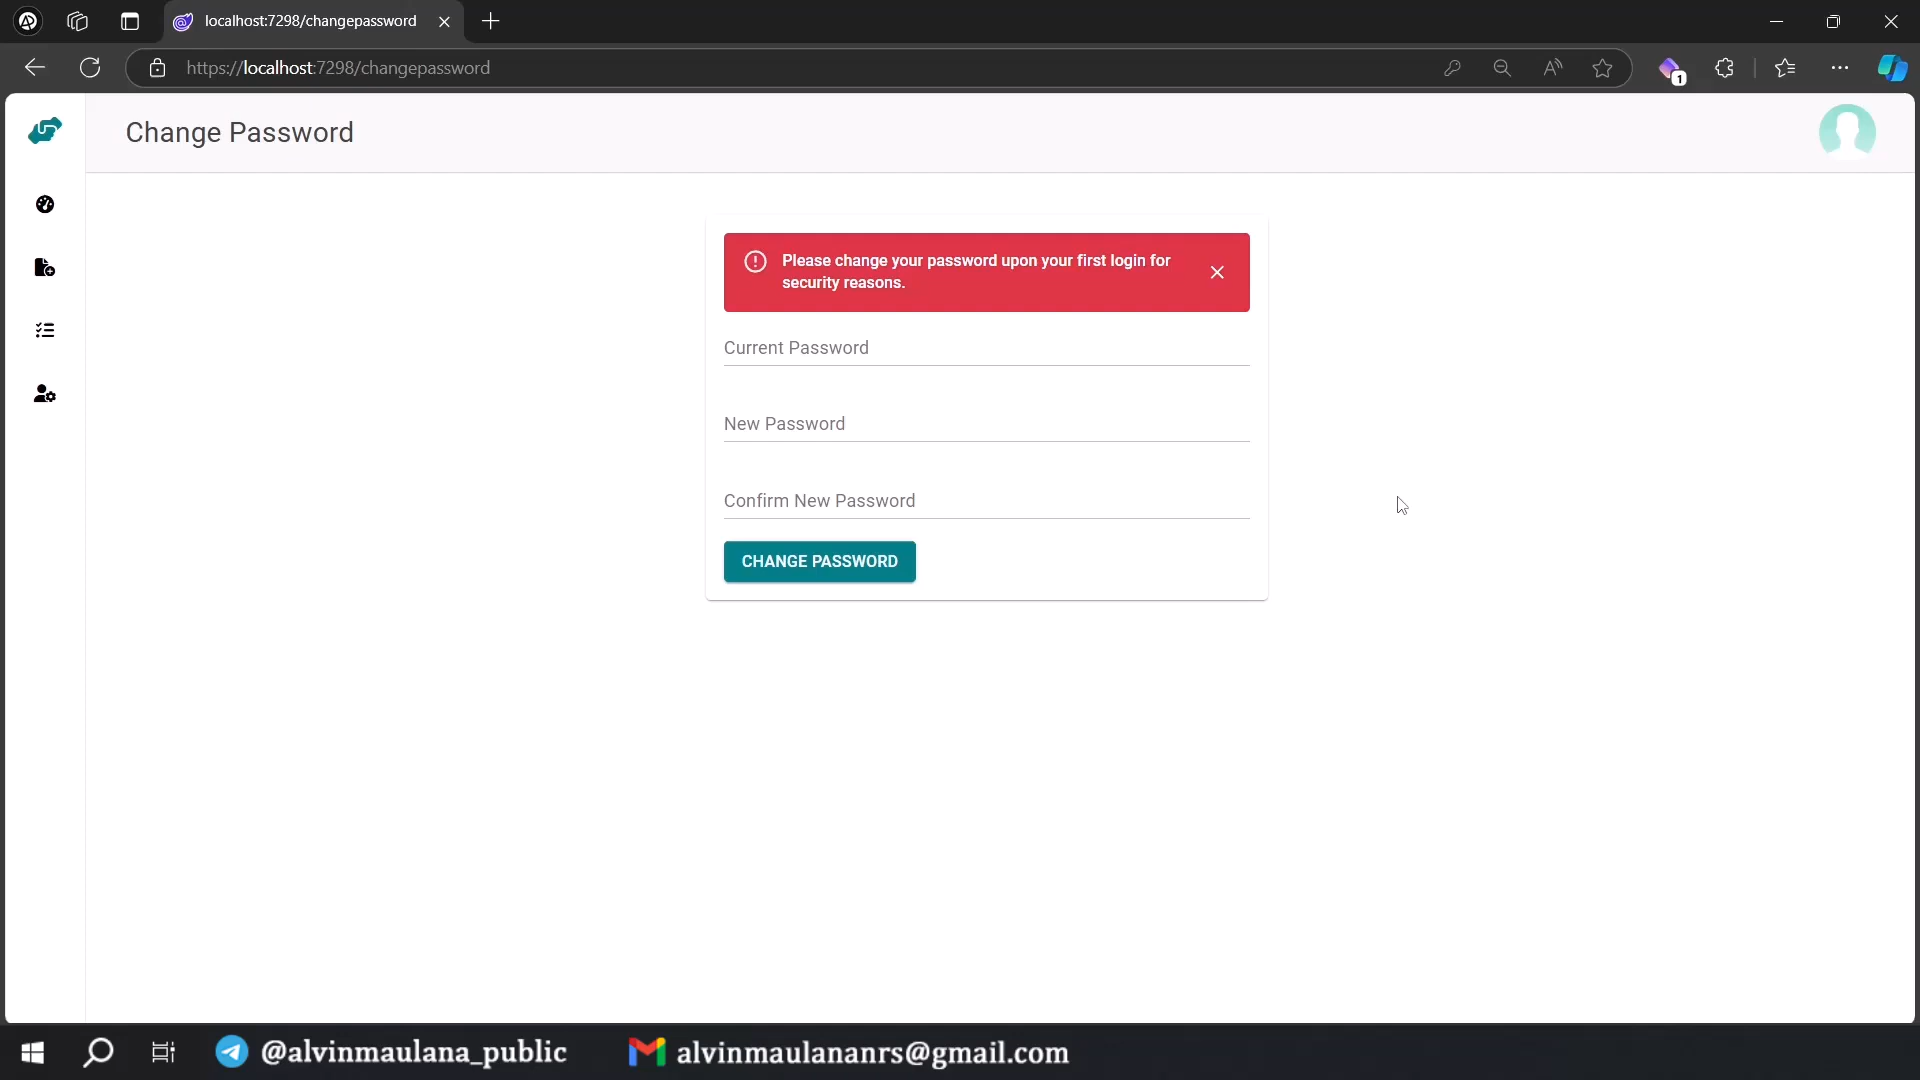 localhost:7298/changepassword
https://localhost:7298/changepassword
1
Change Password
Please change your password upon your first login for
security reasons.
Current Password
New Password
Confirm New Password
CHANGE PASSWORD
@alvinmaulana_public
alvinmaulananrs@gmail.com